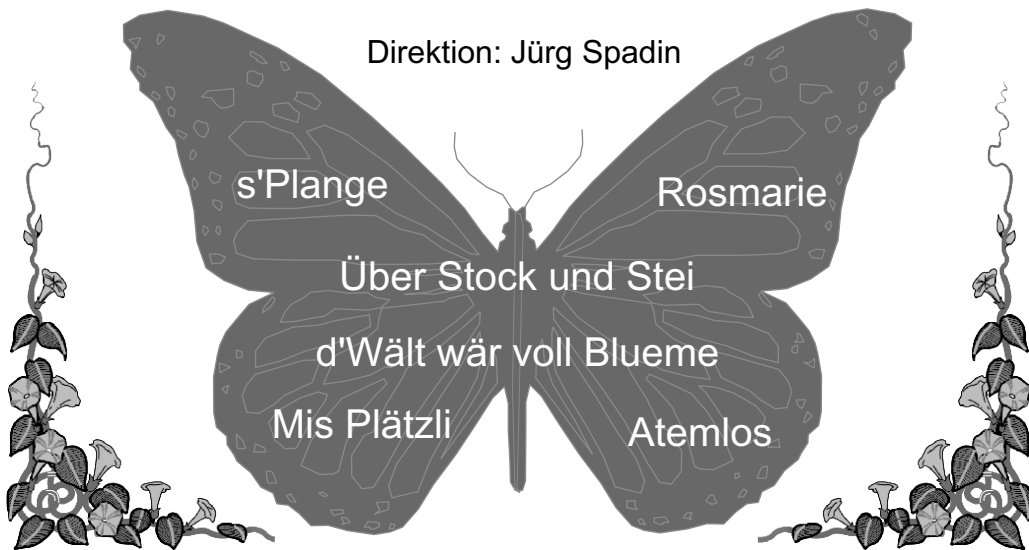 Direktion: Jürg Spadin
s'Plange
Rosmarie
Über Stock und Stei
d'Wält wär voll Blueme
Mis Plätzli
Atemlos